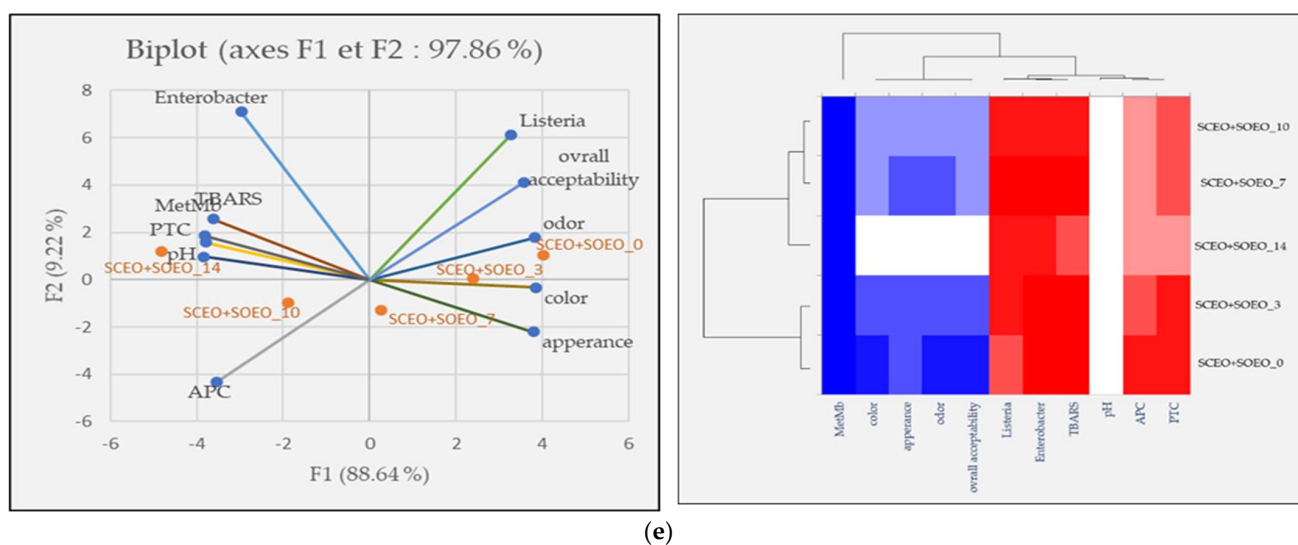 Biplot (axes F1 et F2 : 97.86 %)
8
6
4
2
0
-2
-4
-6
-6
-4
-2
0
2
4
6
F2 (9.22 %)
F1 (88.64 %)
Enterobacter
Listeria
ovrall
acceptability
TBARS
MetMb
PTC
pH
odor
SCEO+SOEO_0
SCEO+SOEO_3
SCEO+SOEO_14
color
SCEO+SOEO_10
SCEO+SOEO_7
apperance
APC
SCEO+SOEO_10
SCEO+SOEO_7
SCEO+SOEO_14
SCEO+SOEO_3
SCEO+SOEO_0
MetMb
color
apperance
odor
ovrall acceptability
Listeria
Enterobacter
TBARS
pH
APC
PTC
(e)